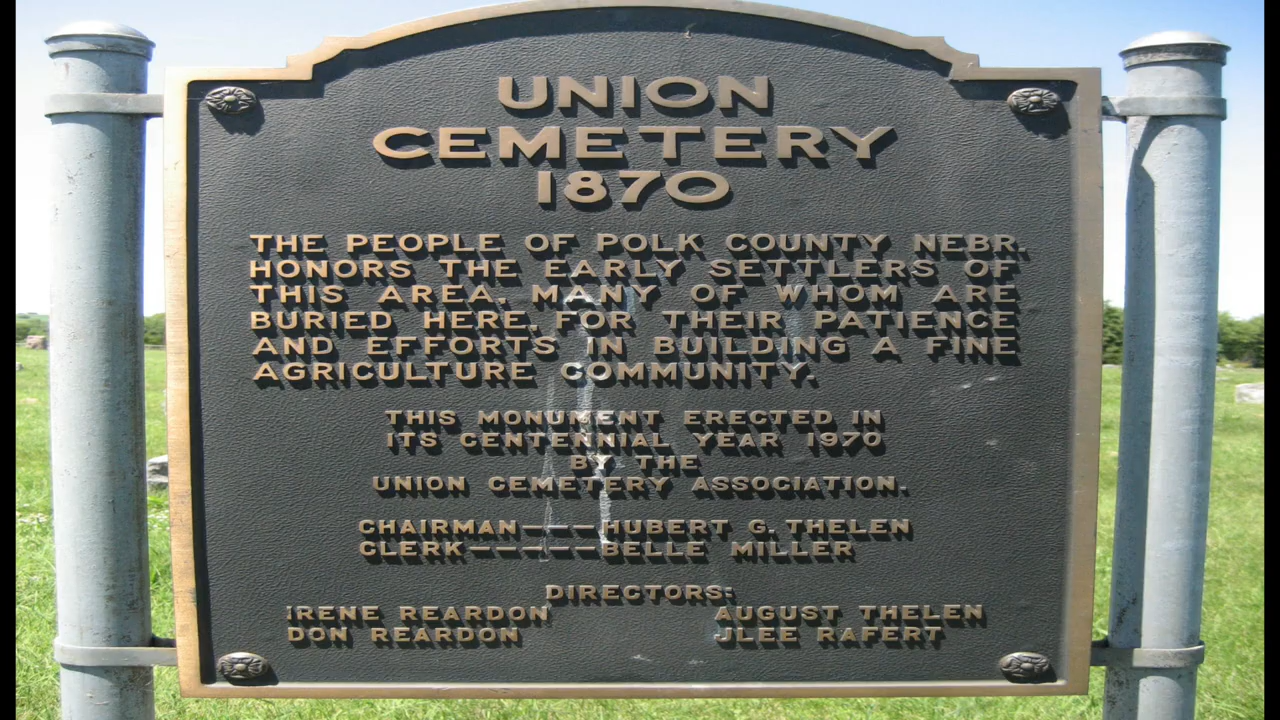 UNION
CEMETERY
1870
THE PEOPLE OF POLK COUNTY NEBR.
HONORS THE EARLY SETTLERS OF
THIS AREA. MANY OF WHOM ARE
BURIED HERE. FOR THEIR PATIENCE
AND EFFORTS IN BUILDING A FINE
AGRICULTURE COMMUNITY.
THIS MONUMENT ERECTED IN
ITS CENTENNIAL YEAR 1970
BY THE
UNION CEMETERY ASSOCIATION.
CHAIRMAN————HUBERT G. THELEN
CLERK—————BELLE MILLER
DIRECTORS:
IRENE REARDON AUGUST THELEN
DON REARDON JLEE RAFERT